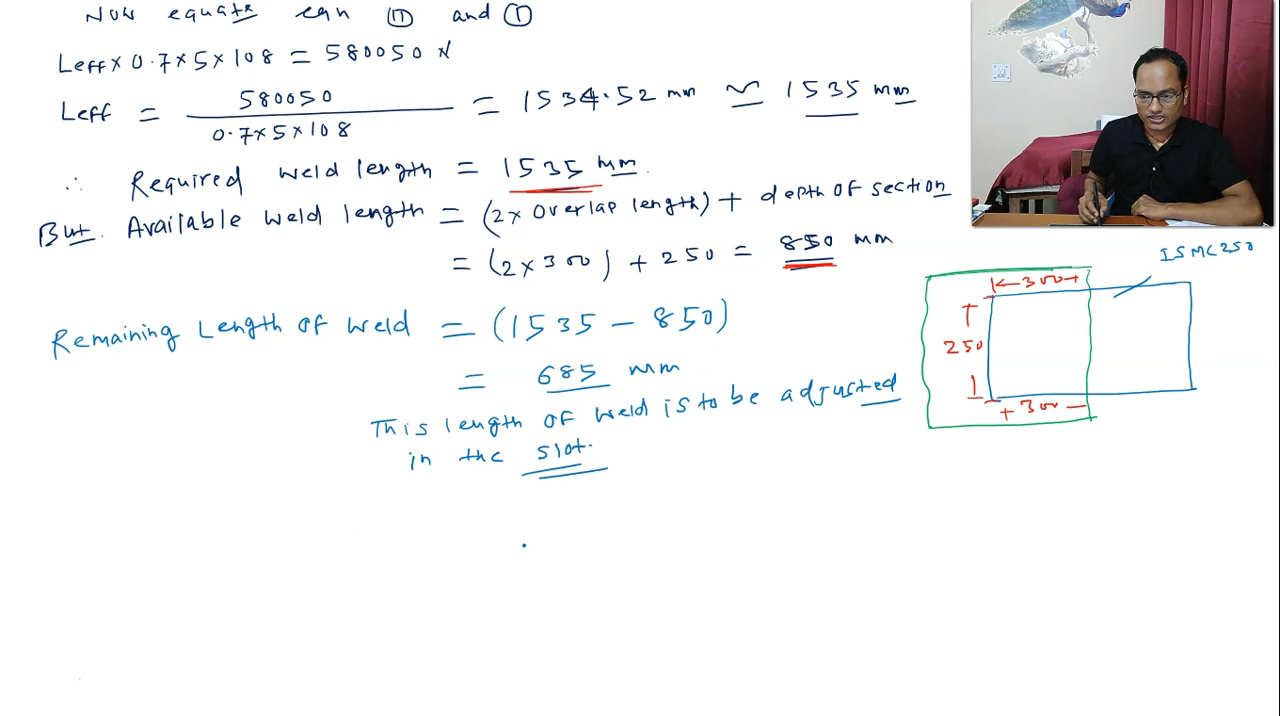 Now equate eqn II and I
Leff × 0.7 × 5 × 108 = 580050 N
Leff = 580050 / 0.7 × 5 × 108 = 1534.52 mm ≃ 1535 mm
∴ Required weld length = 1535 mm.
But. Available weld length = (2 × Overlap length) + depth of section
= (2 × 300) + 250 = 850 mm
Remaining Length of weld = (1535 - 850)
= 685 mm
This length of weld is to be adjusted
in the slot.
ISMC 250
300
250
300